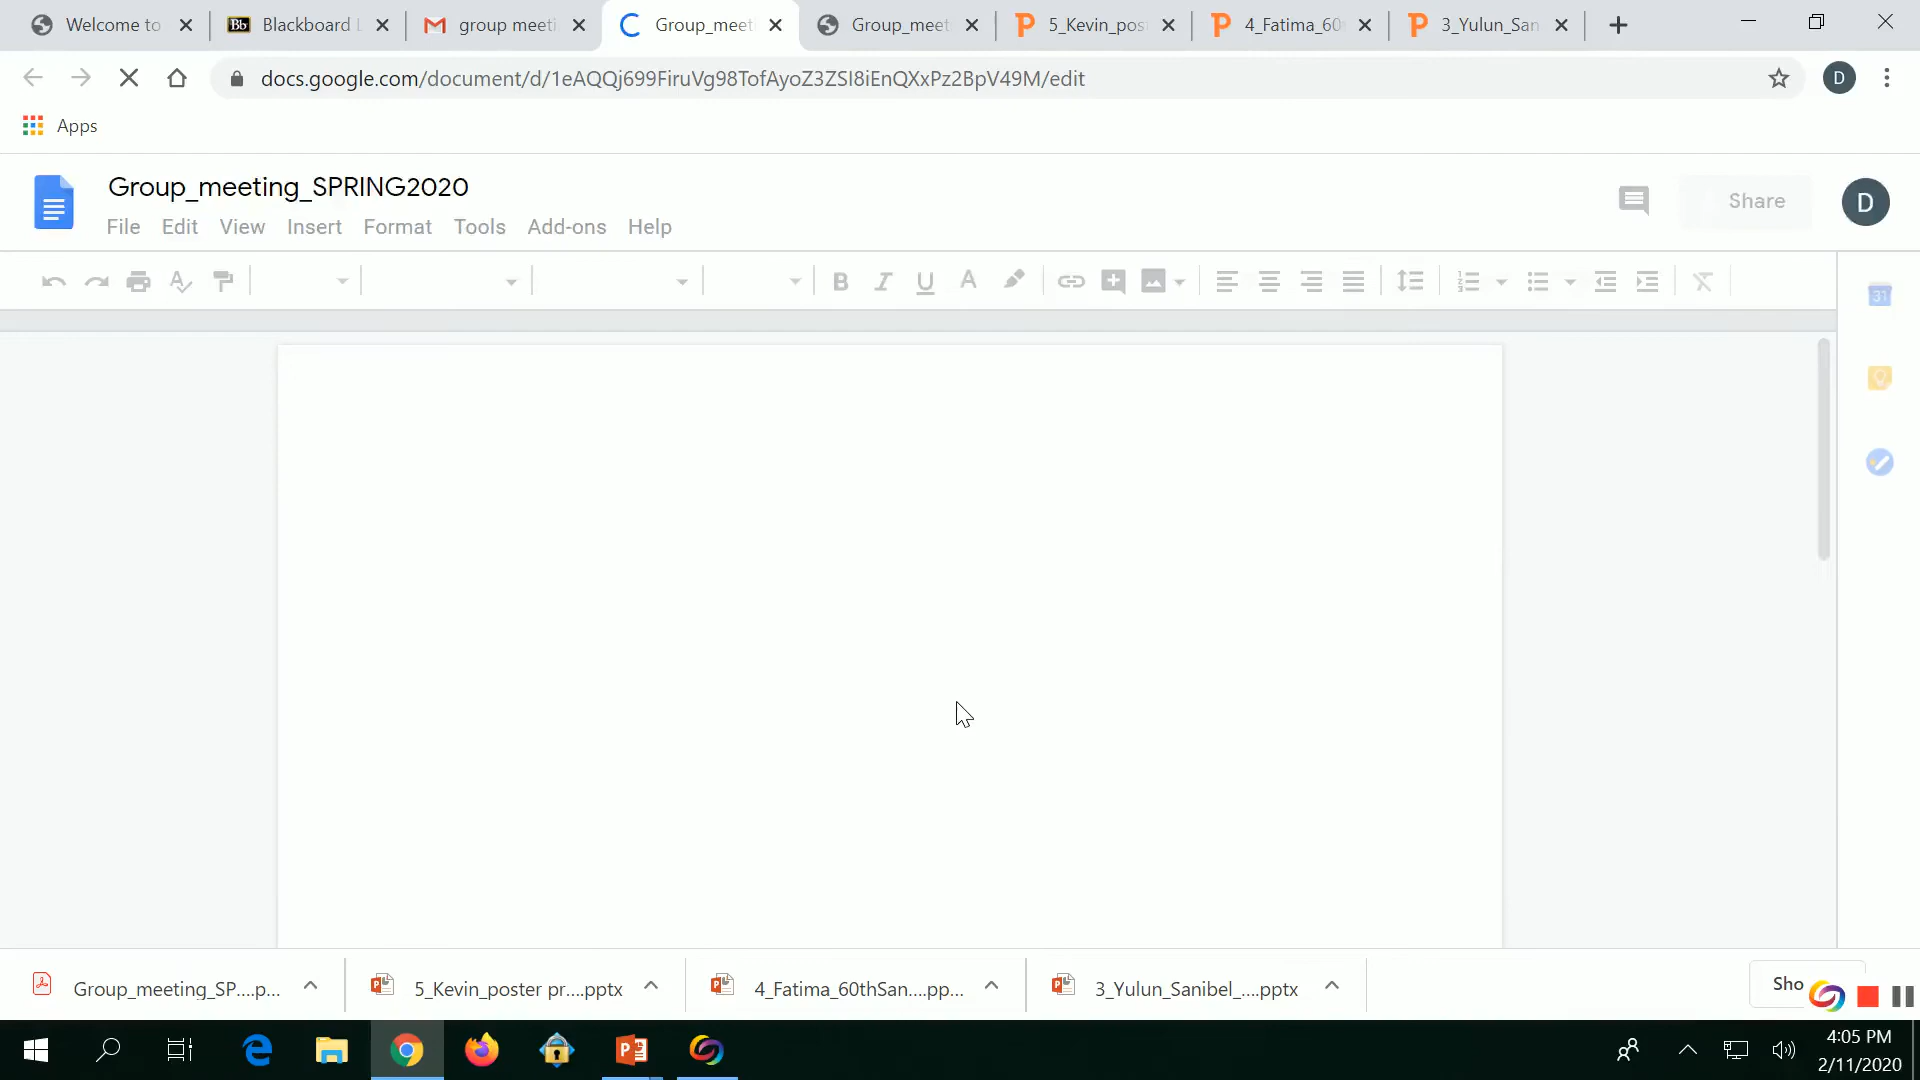 Welcome to
Blackboard L
group meeti
Group_meet
Group_meet
5_Kevin_pos
4_Fatima_60
3_Yulun_San
docs.google.com/document/d/1eAQQj699FiruVg98TofAyoZ3ZSI8iEnQXxPz2BpV49M/edit
D
Apps
Group_meeting_SPRING2020
File Edit View Insert Format Tools Add-ons Help
Share
D
31
Group_meeting_SP....p...
5_Kevin_poster pr....pptx
4_Fatima_60thSan....pp...
3_Yulun_Sanibel_....pptx
Sho
4:05 PM
2/11/2020